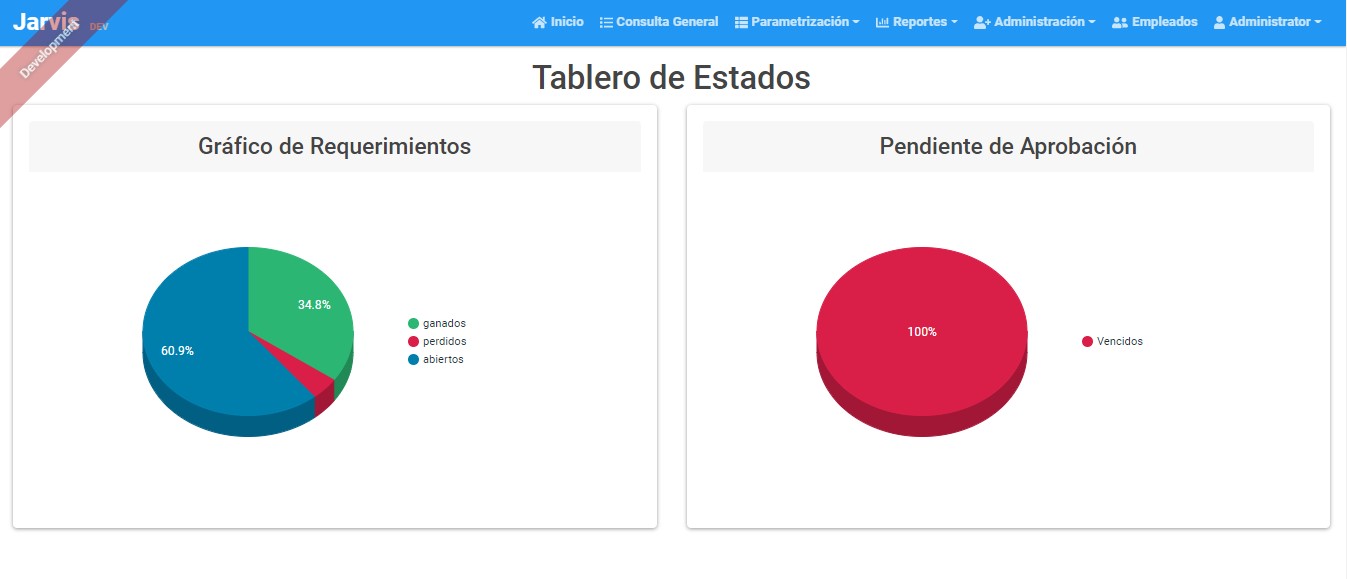 Jarvis DEV
Development
Inicio Consulta General Parametrización Reportes Administración Empleados Administrator
Tablero de Estados
Gráfico de Requerimientos
34.8%
60.9%
ganados
perdidos
abiertos
Pendiente de Aprobación
100%
Vencidos